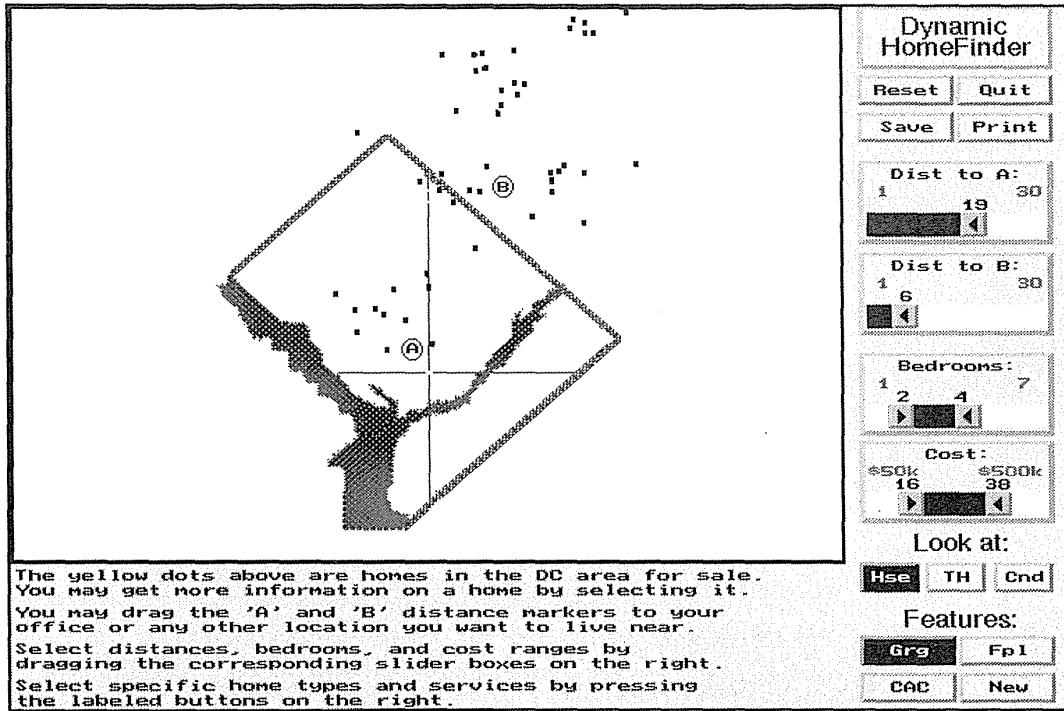 Dynamic
HomeFinder
Reset Quit
Save Print
Dist to A:
1 30
19
B
Dist to B:
1 30
6
A
Bedrooms:
1 7
2 4
Cost:
$50k $500k
16 38
Look at:
Hse TH Cnd
Features:
Grg Fpl
CAC New
The yellow dots above are homes in the DC area for sale.
You may get more information on a home by selecting it.
You may drag the 'A' and 'B' distance markers to your
office or any other location you want to live near.
Select distances, bedrooms, and cost ranges by
dragging the corresponding slider boxes on the right.
Select specific home types and services by pressing
the labeled buttons on the right.